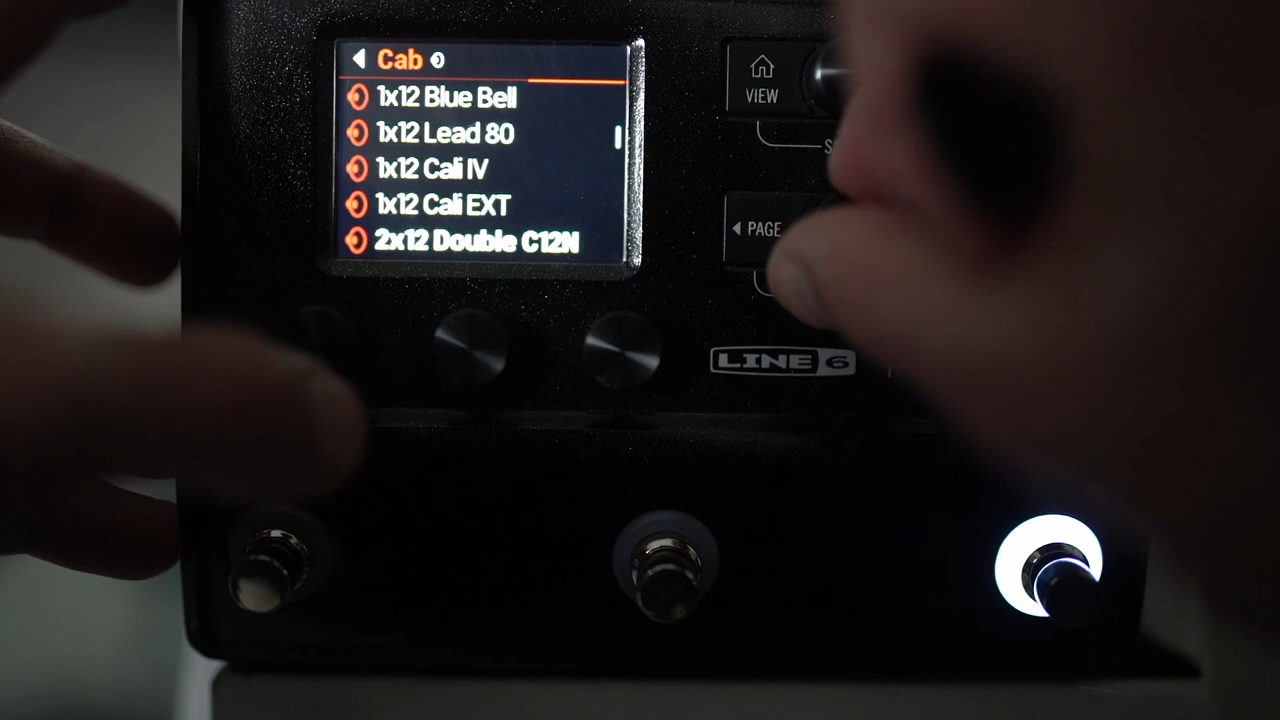 Cab
1x12 Blue Bell
1x12 Lead 80
1x12 Cali IV
1x12 Cali EXT
2x12 Double C12N
VIEW
PAGE
LINE 6